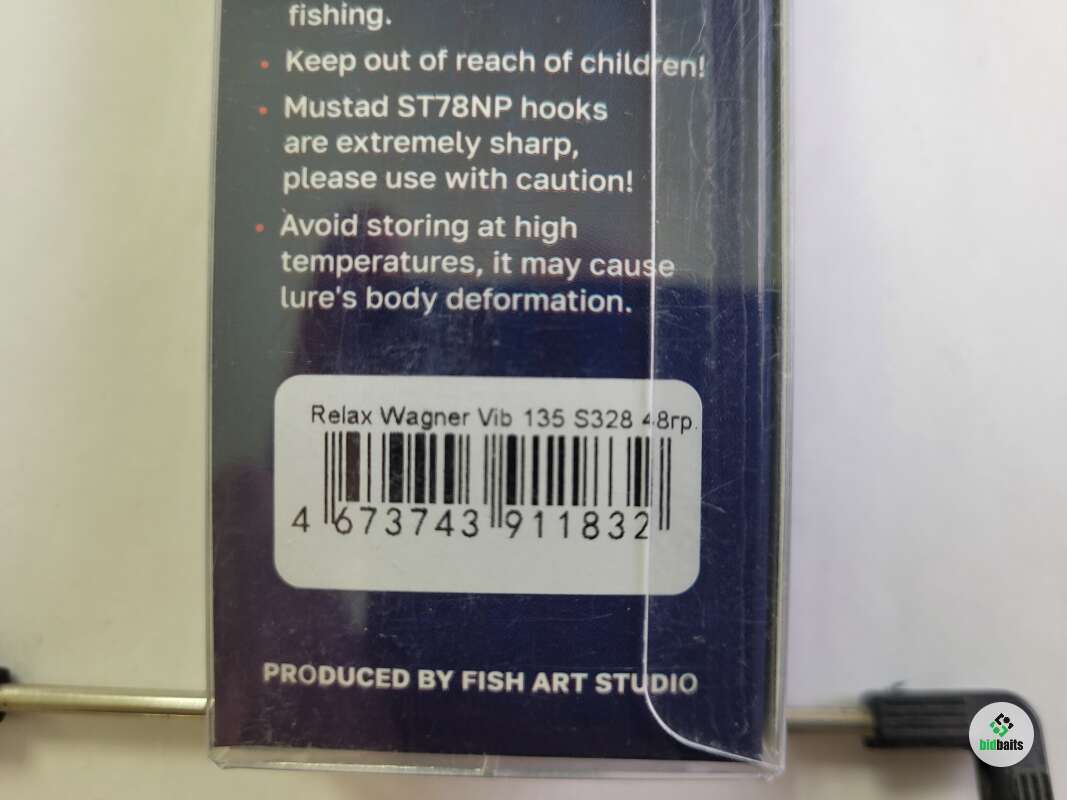 fishing.
• Keep out of reach of children!
• Mustad ST78NP hooks
are extremely sharp,
please use with caution!
• Avoid storing at high
temperatures, it may cause
lure's body deformation.
Relax Wagner Vib 135 S328 48гр.
4 673743 911832
PRODUCED BY FISH ART STUDIO
bidbaits